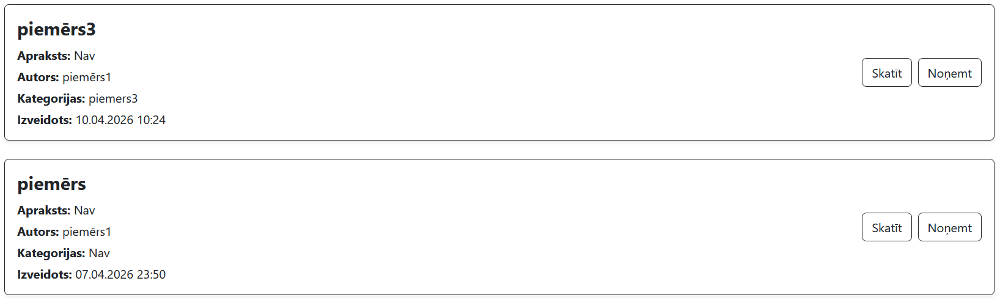 piemērs3
Apraksts: Nav
Autors: piemērs1
Kategorijas: piemers3
Izveidots: 10.04.2026 10:24
Skatīt
Noņemt
piemērs
Apraksts: Nav
Autors: piemērs1
Kategorijas: Nav
Izveidots: 07.04.2026 23:50
Skatīt
Noņemt